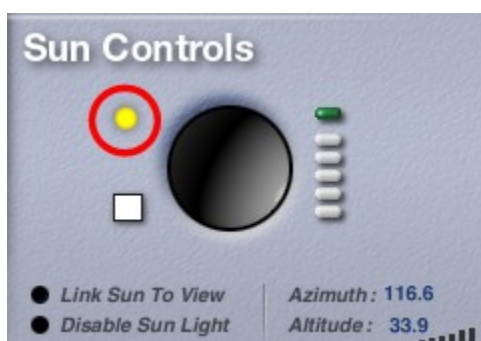 Sun Controls
Link Sun To View
Disable Sun Light
Azimuth: 116.6
Altitude: 33.9